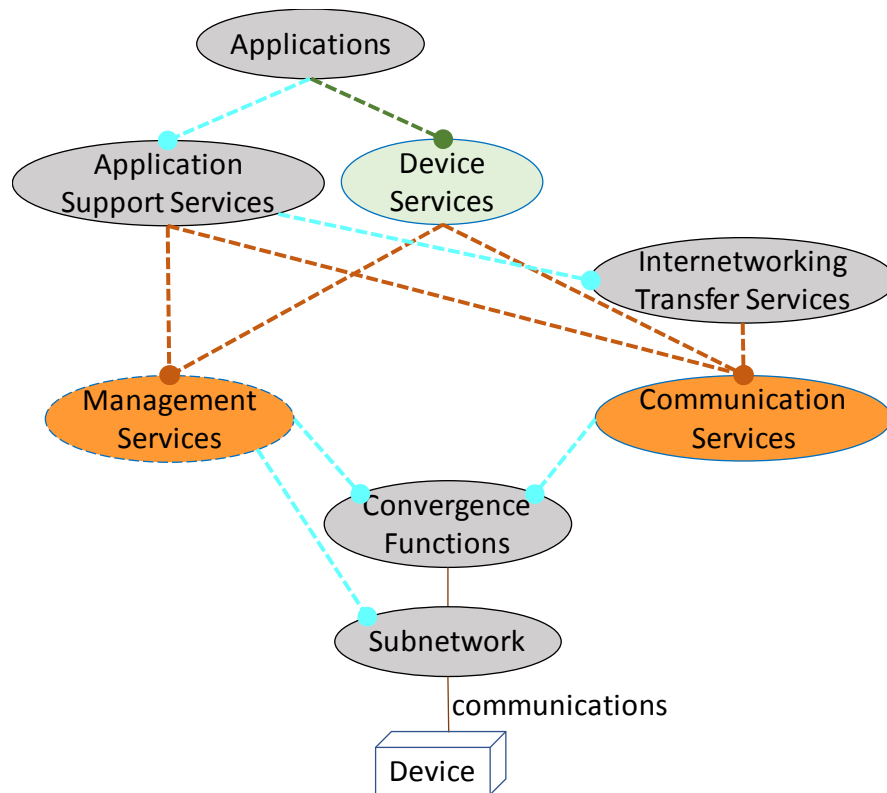 Applications
Application
Support Services
Device
Services
Internetworking
Transfer Services
Management
Services
Communication
Services
Convergence
Functions
Subnetwork
communications
Device